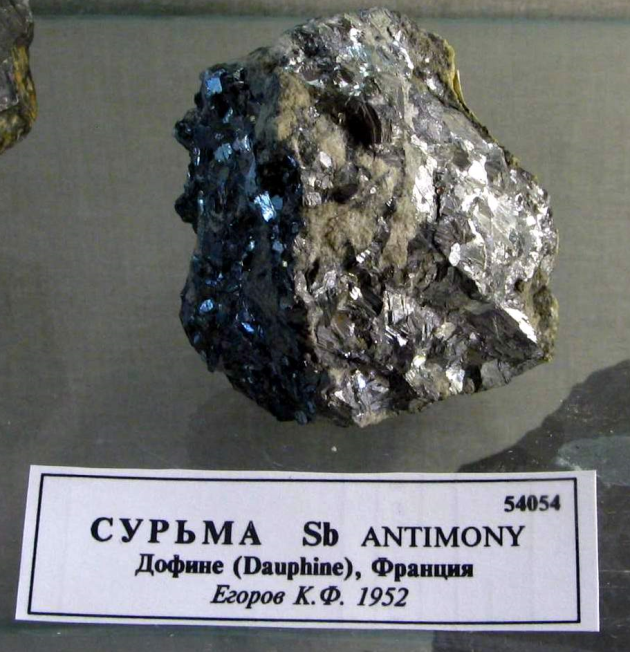 54054
СУРЬМА Sb ANTIMONY
Дофине (Dauphine), Франция
Егоров К.Ф. 1952